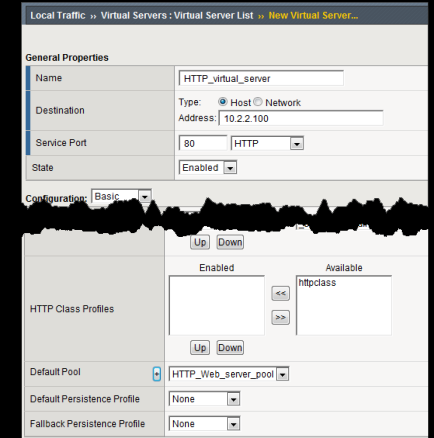 Local Traffic ›› Virtual Servers : Virtual Server List ›› New Virtual Server...
General Properties
Name HTTP_virtual_server
Destination Type: Host Network
Address: 10.2.2.100
Service Port 80 HTTP
State Enabled
Configuration: Basic
Up Down
Enabled Available
HTTP Class Profiles << httpclass
>>
Up Down
Default Pool + HTTP_Web_server_pool
Default Persistence Profile None
Fallback Persistence Profile None